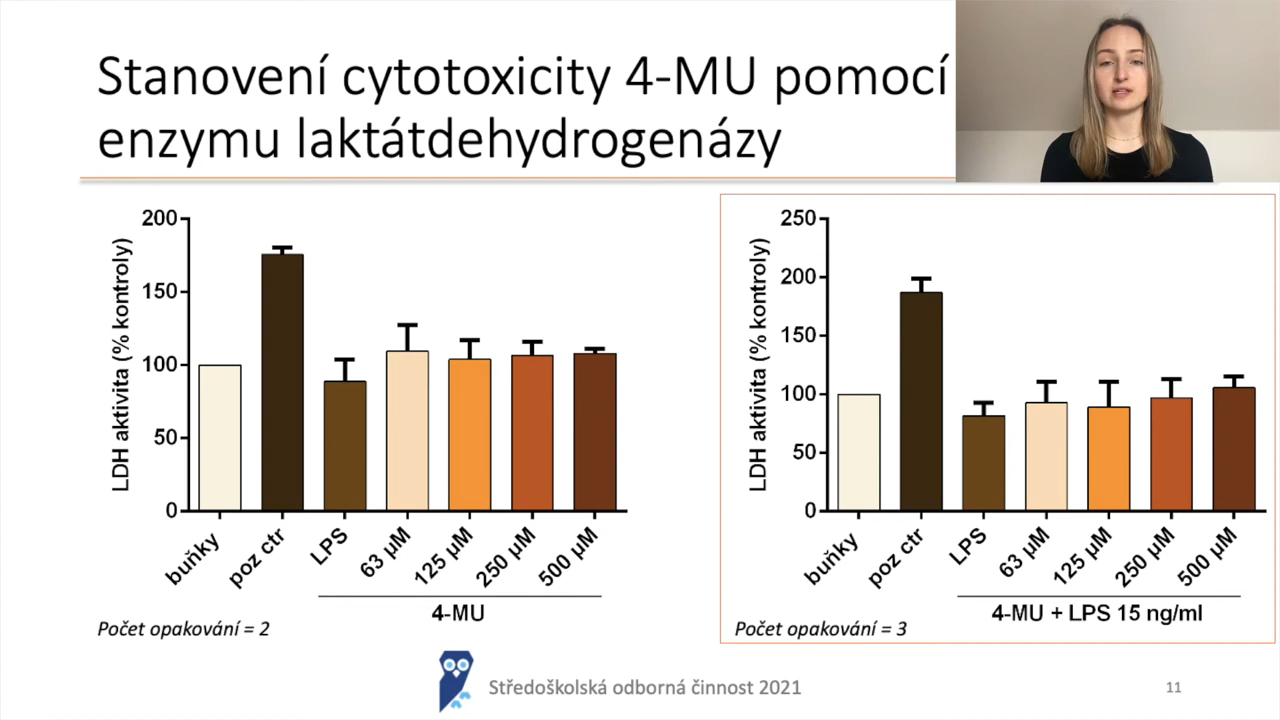 Stanovení cytotoxicity 4-MU pomocí
enzymu laktátdehydrogenázy
LDH aktivita (% kontroly)
200
150
100
50
0
buňky
poz ctr
LPS
63 µM
125 µM
250 µM
500 µM
4-MU
Počet opakování = 2
LDH aktivita (% kontroly)
250
200
150
100
50
0
buňky
poz ctr
LPS
63 µM
125 µM
250 µM
500 µM
4-MU + LPS 15 ng/ml
Počet opakování = 3
Středoškolská odborná činnost 2021
11